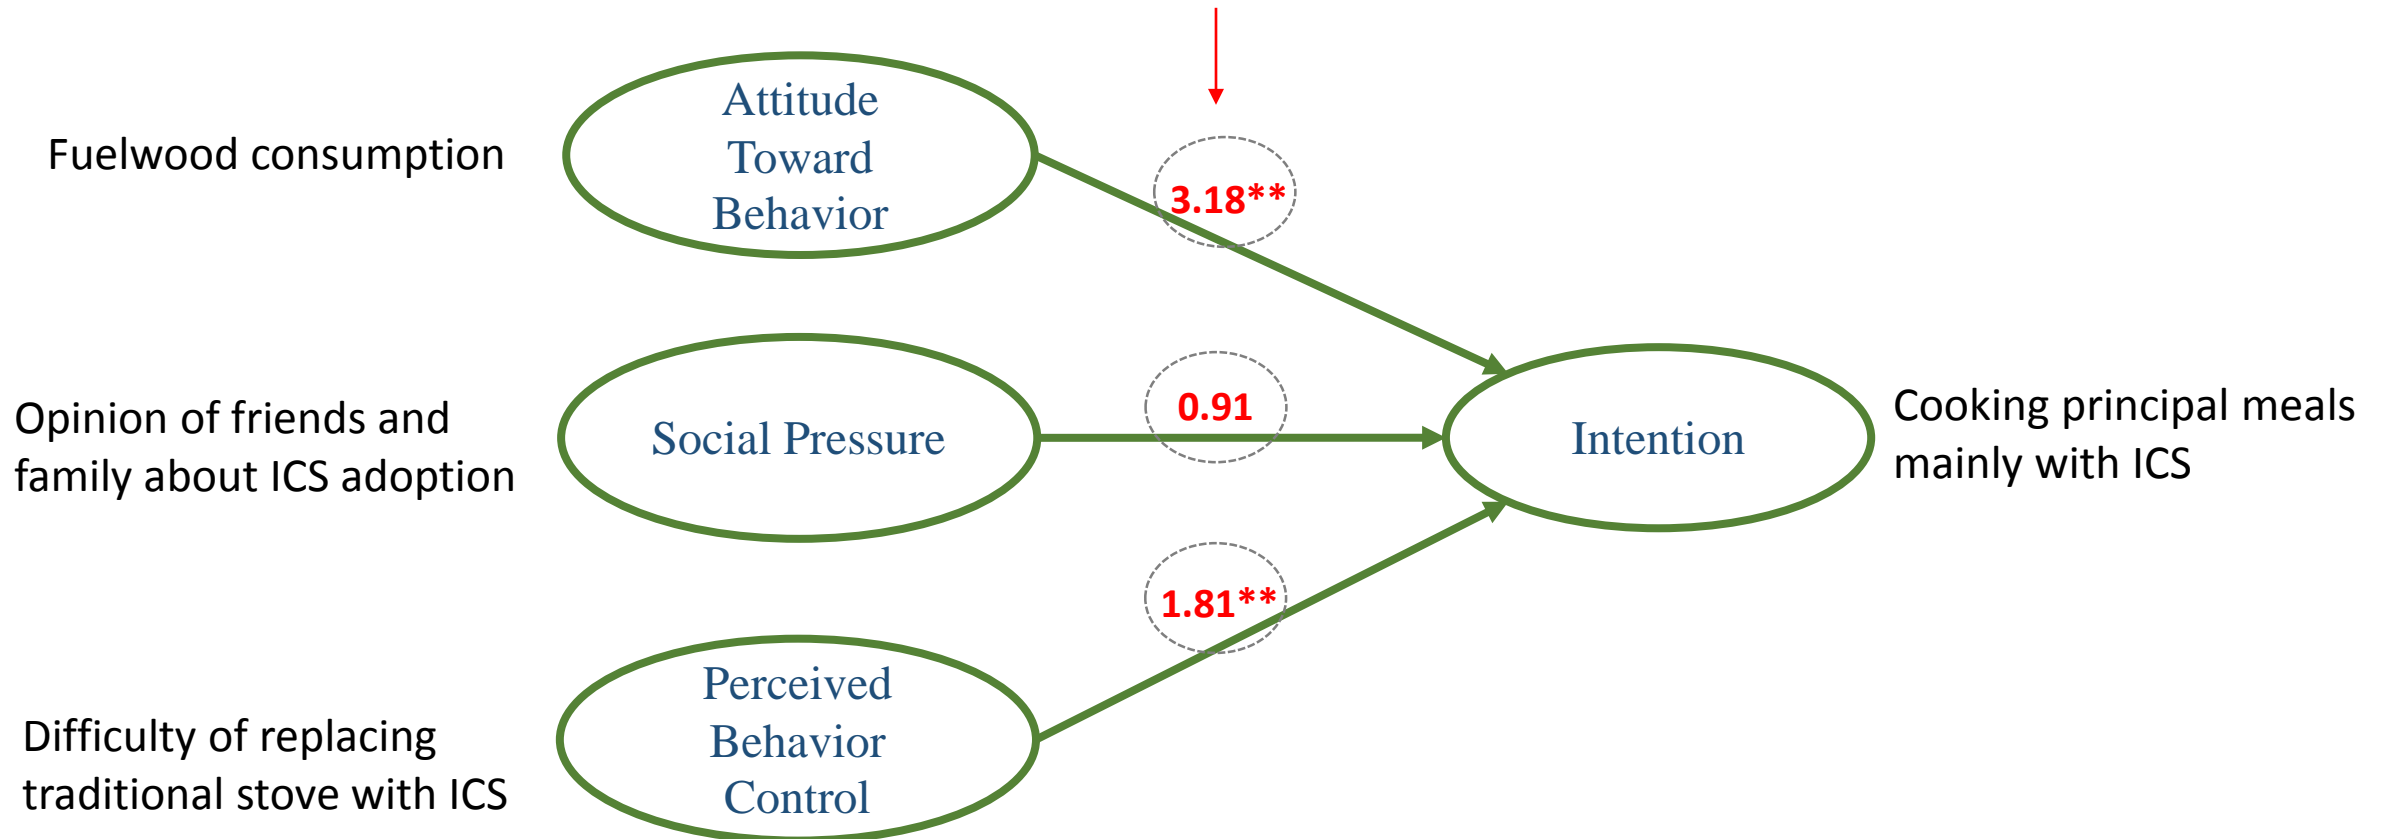 Fuelwood consumption
Attitude
Toward
Behavior
3.18**
Opinion of friends and
family about ICS adoption
Social Pressure
0.91
Intention
Cooking principal meals
mainly with ICS
1.81**
Difficulty of replacing
traditional stove with ICS
Perceived
Behavior
Control